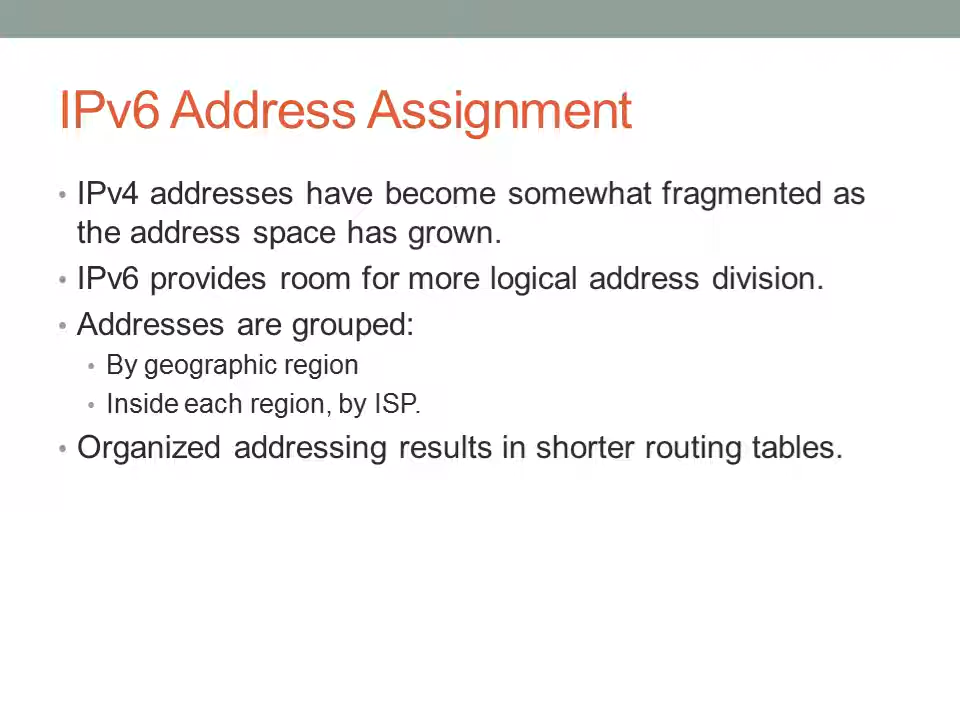 IPv6 Address Assignment
• IPv4 addresses have become somewhat fragmented as
the address space has grown.
• IPv6 provides room for more logical address division.
• Addresses are grouped:
• By geographic region
• Inside each region, by ISP.
• Organized addressing results in shorter routing tables.